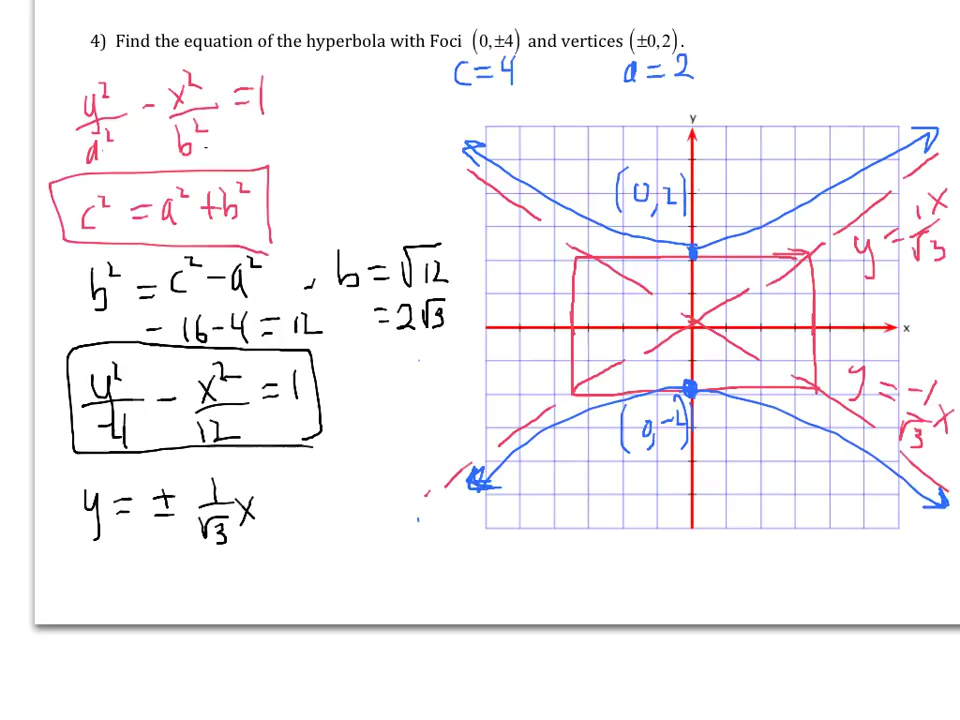 4) Find the equation of the hyperbola with Foci (0,±4) and vertices (±0,2).
c=4 a=2
y²/a² - x²/b² =1
c² = a² + b²
b² = c² - a² , b = √12
- 16-4 = 12 = 2√3
y²/4 - x²/12 = 1
y = ± 1/√3 x
y
(0,2)
y = 1x/√3
x
y = -1/√3 x
(0,-2)